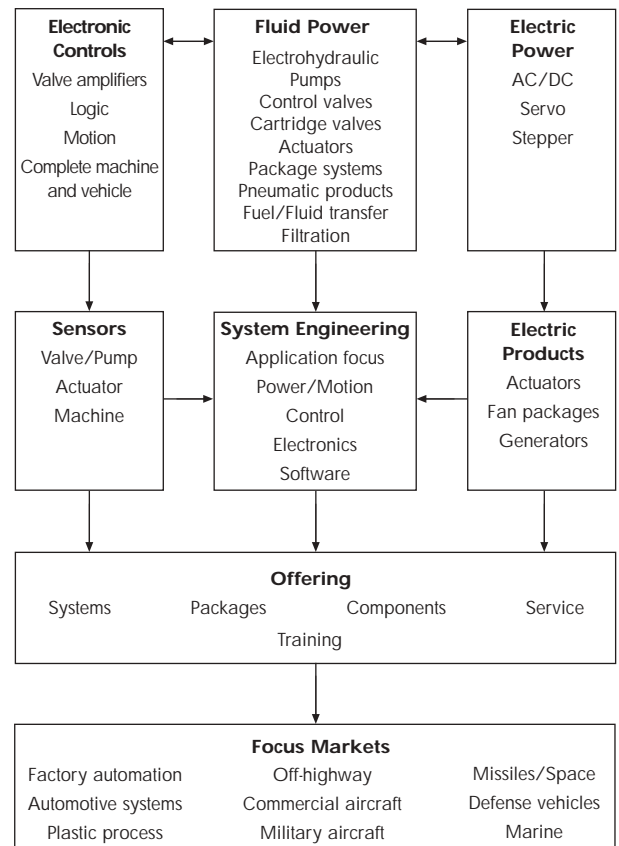 Electronic
Controls
Valve amplifiers
Logic
Motion
Complete machine
and vehicle
Fluid Power
Electrohydraulic
Pumps
Control valves
Cartridge valves
Actuators
Package systems
Pneumatic products
Fuel/Fluid transfer
Filtration
Electric
Power
AC/DC
Servo
Stepper
Sensors
Valve/Pump
Actuator
Machine
System Engineering
Application focus
Power/Motion
Control
Electronics
Software
Electric
Products
Actuators
Fan packages
Generators
Offering
Systems Packages Components Service
Training
Focus Markets
Factory automation Off-highway Missiles/Space
Automotive systems Commercial aircraft Defense vehicles
Plastic process Military aircraft Marine